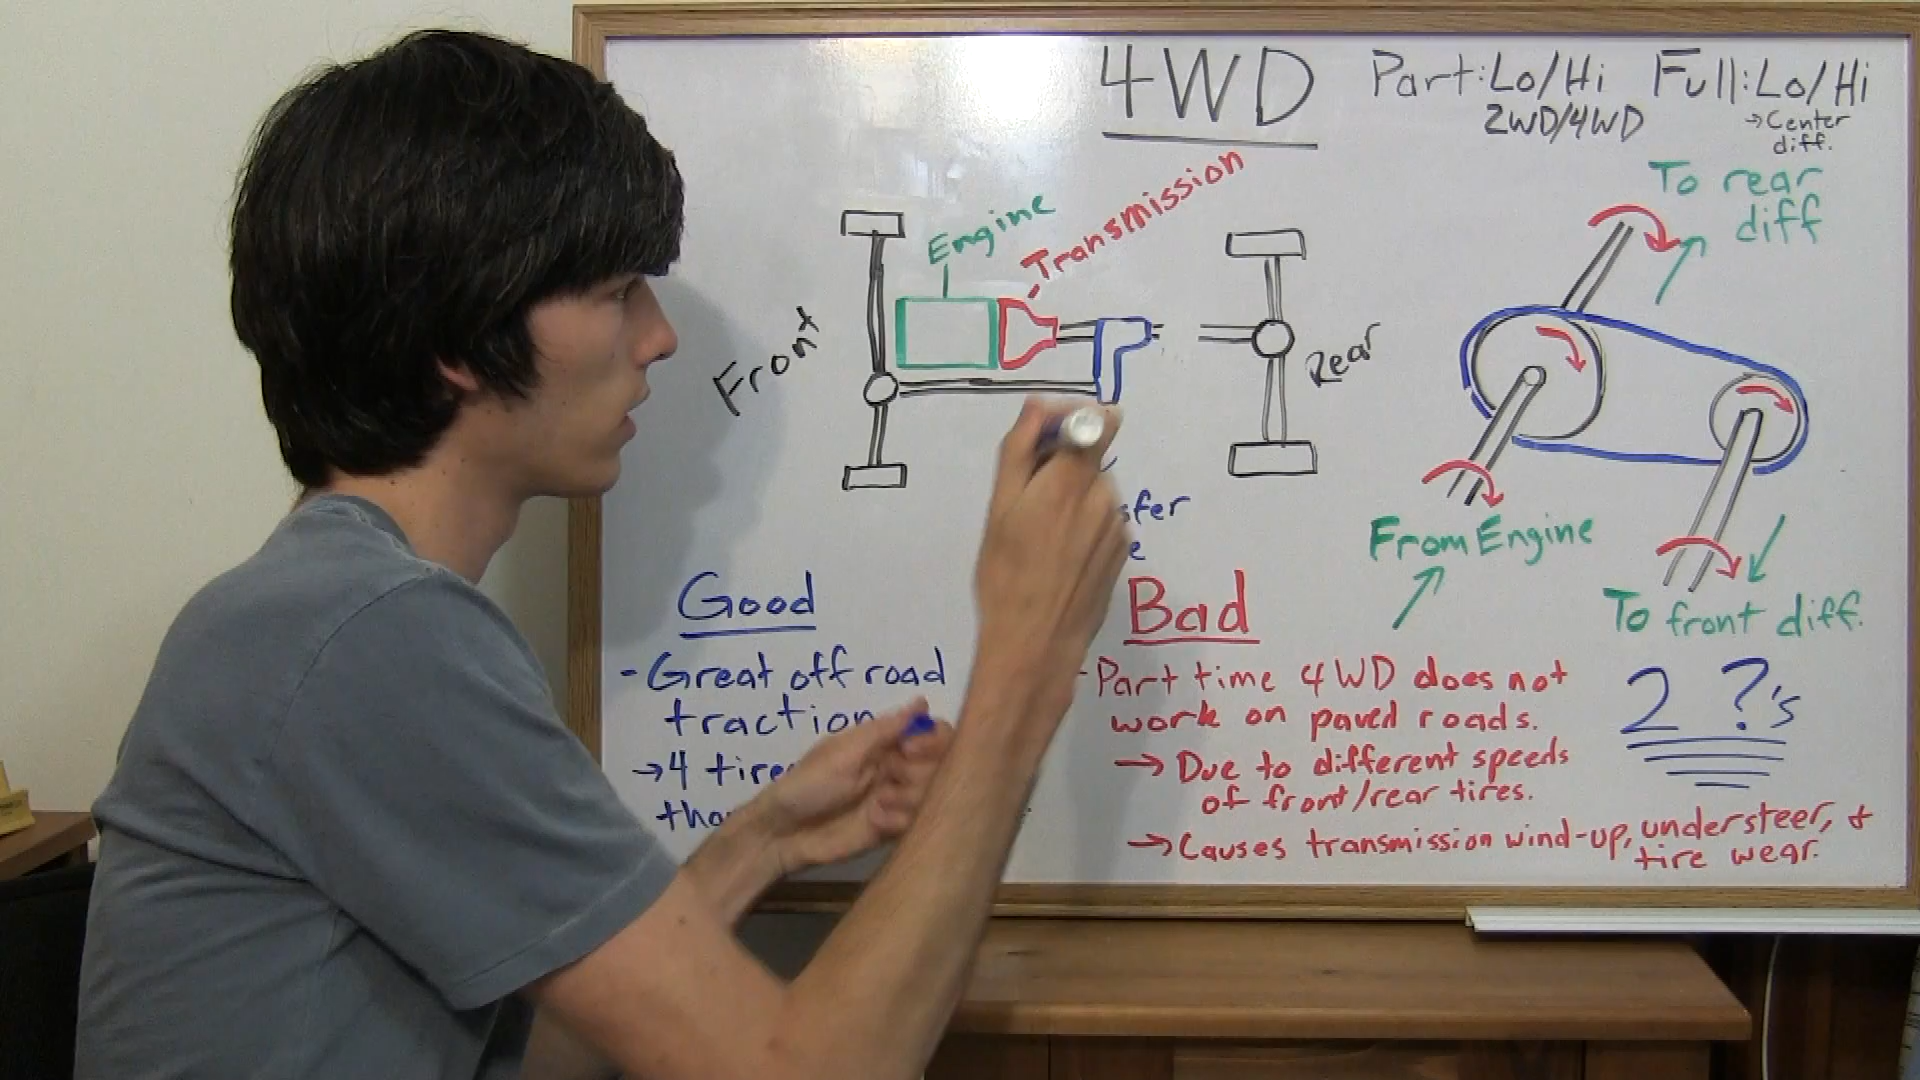 4WD
Part: Lo/Hi
2WD/4WD
Full: Lo/Hi
→Center
diff.
Engine
Transmission
Front
Rear
To rear
diff
From Engine
To front diff.
Good
-Great off road
traction
→4
Bad
-Part time 4WD does not
work on paved roads.
→ Due to different speeds
of front/rear tires.
→ Causes transmission wind-up, understeer, &
tire wear.
2 ?'s